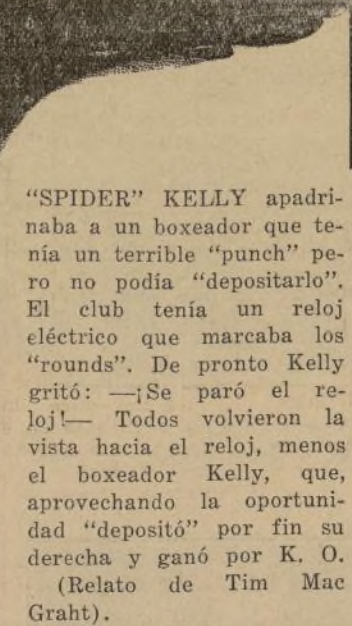 “SPIDER” KELLY apadri-
naba a un boxeador que te-
nía un terrible “punch” pe-
ro no podía “depositarlo”.
El club tenía un reloj
eléctrico que marcaba los
“rounds”. De pronto Kelly
gritó: —¡Se paró el re-
loj!— Todos volvieron la
vista hacia el reloj, menos
el boxeador Kelly, que,
aprovechando la oportuni-
dad “depositó” por fin su
derecha y ganó por K. O.
(Relato de Tim Mac
Graht).